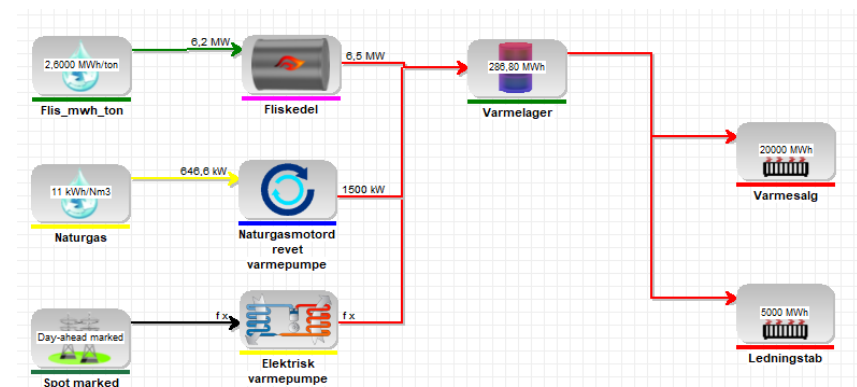 2,6000 MWh/ton
Flis_mwh_ton
6,2 MW
Fliskedel
6,5 MW
286,80 MWh
Varmelager
11 kWh/Nm3
Naturgas
646,6 kW
Naturgasmotord
revet
varmepumpe
1500 kW
20000 MWh
Varmesalg
Day-ahead marked
Spot marked
f x
Elektrisk
varmepumpe
f x
5000 MWh
Ledningstab